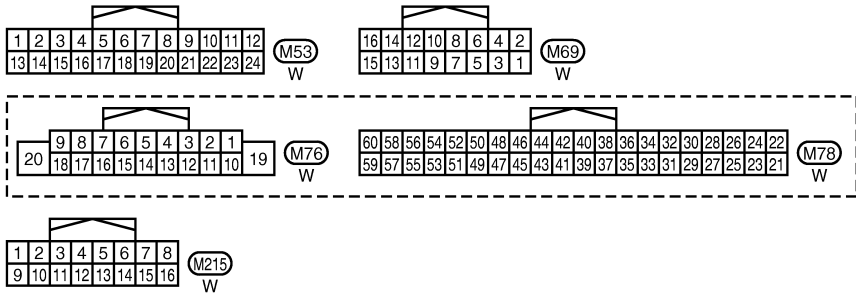 1 2 3 4 5 6 7 8 9 10 11 12
13 14 15 16 17 18 19 20 21 22 23 24
M53
W
16 14 12 10 8 6 4 2
15 13 11 9 7 5 3 1
M69
W
9 8 7 6 5 4 3 2 1
20 18 17 16 15 14 13 12 11 10 19
M76
W
60 58 56 54 52 50 48 46 44 42 40 38 36 34 32 30 28 26 24 22
59 57 55 53 51 49 47 45 43 41 39 37 35 33 31 29 27 25 23 21
M78
W
1 2 3 4 5 6 7 8
9 10 11 12 13 14 15 16
M215
W